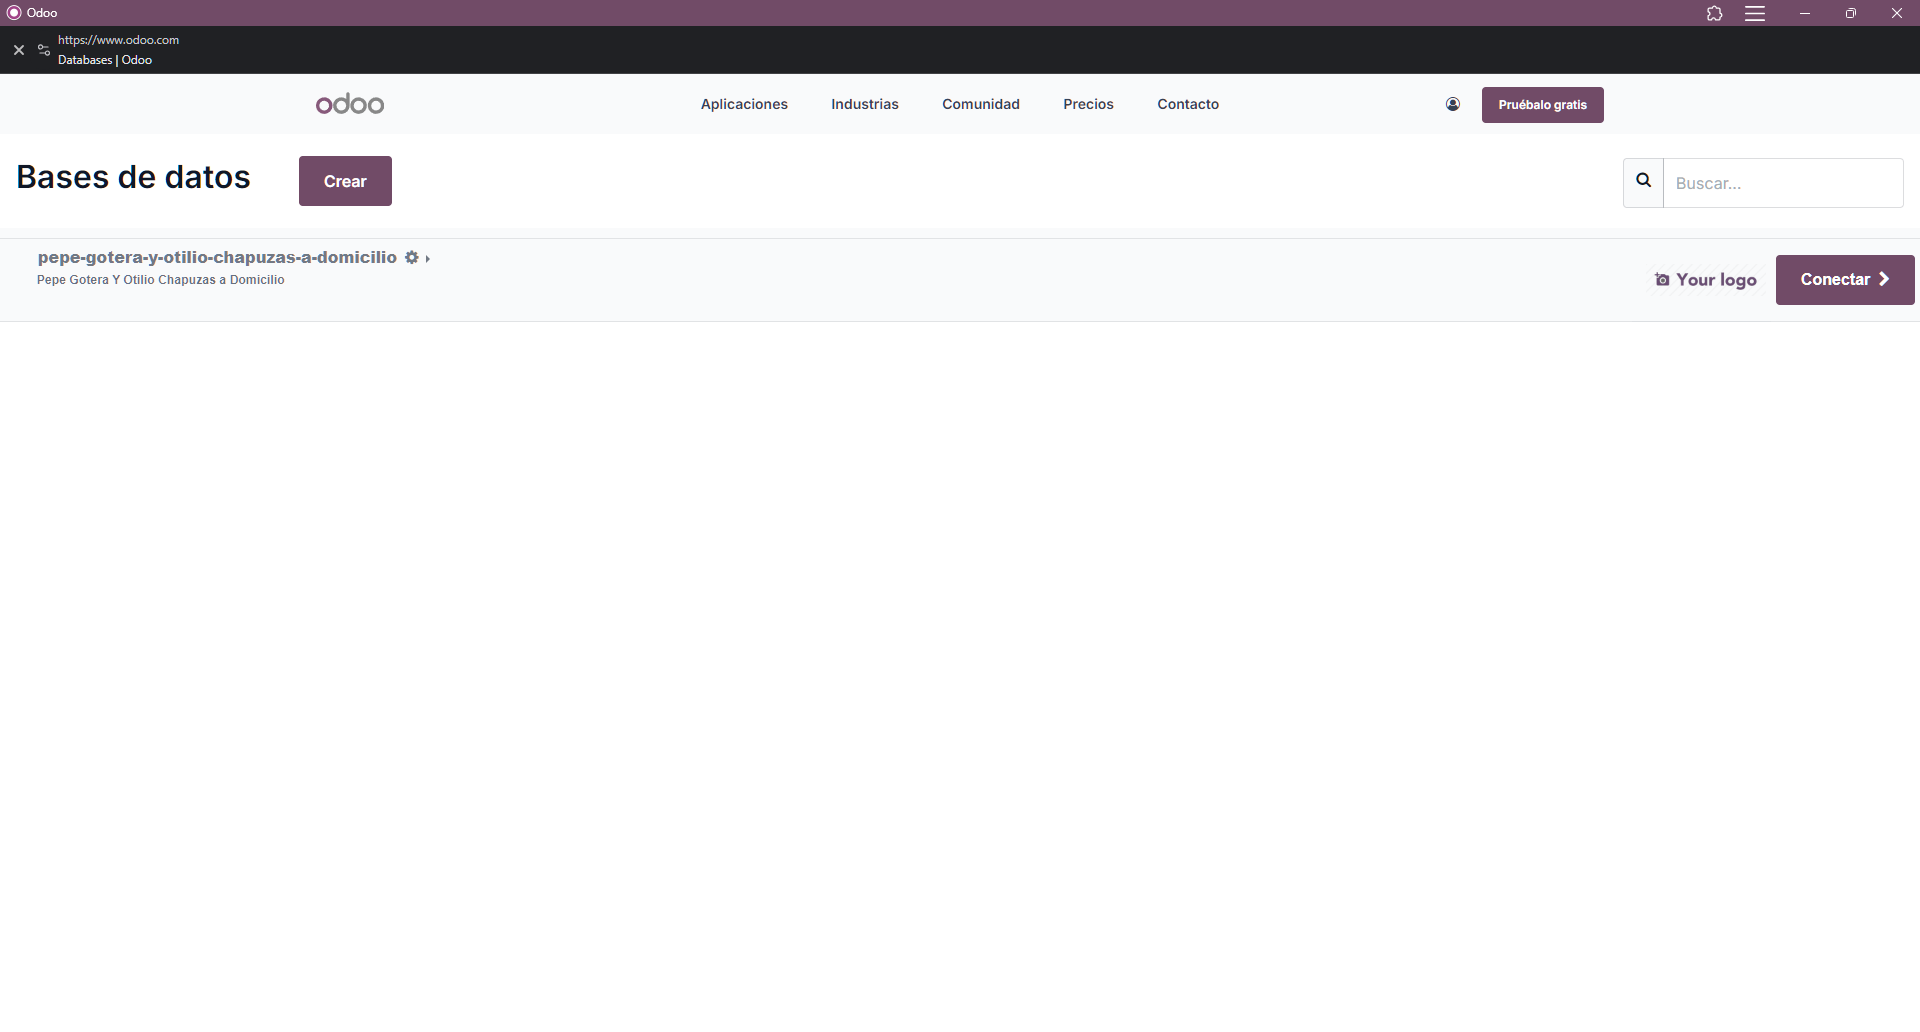 Odoo
https://www.odoo.com
Databases | Odoo
odoo
Aplicaciones
Industrias
Comunidad
Precios
Contacto
Pruébalo gratis
Bases de datos
Crear
Buscar...
pepe-gotera-y-otilio-chapuzas-a-domicilio
Pepe Gotera Y Otilio Chapuzas a Domicilio
Your logo
Conectar